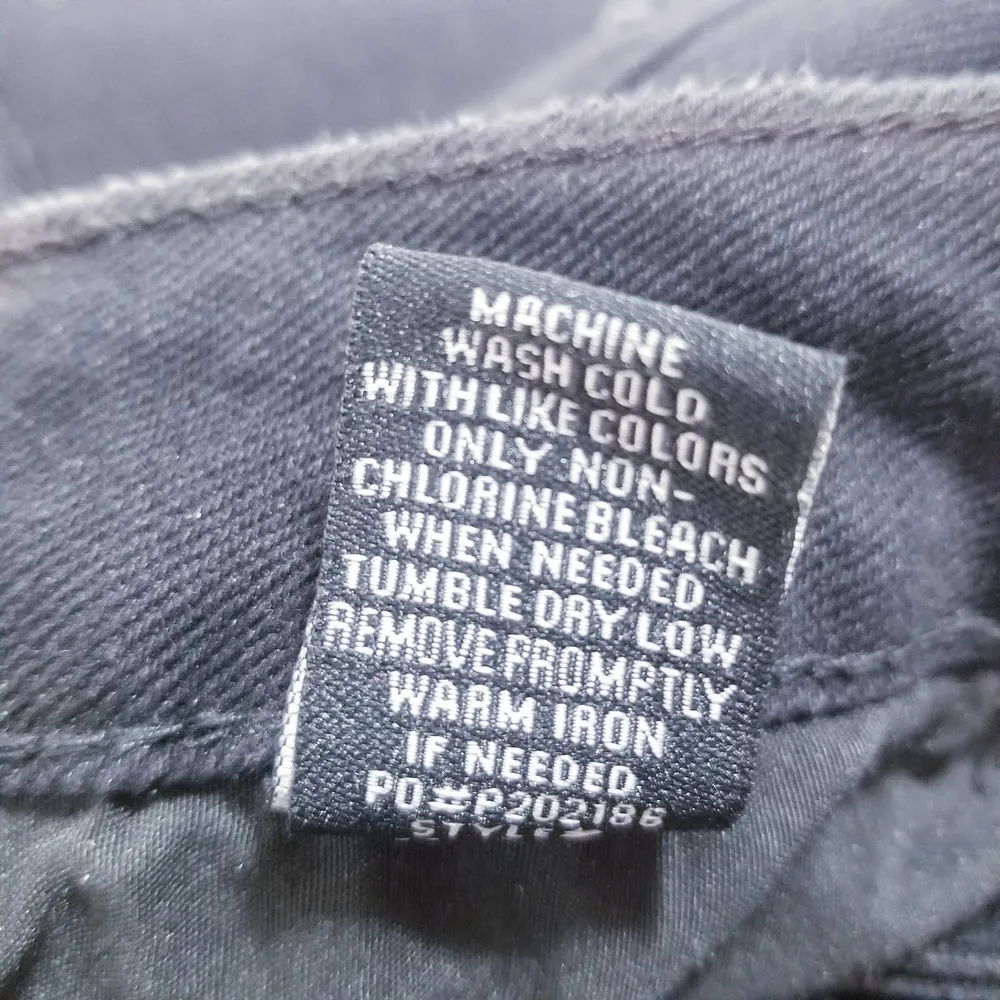 MACHINE
WASH COLD
WITH LIKE COLORS
ONLY NON-
CHLORINE BLEACH
WHEN NEEDED
TUMBLE DRY LOW
REMOVE PROMPTLY
WARM IRON
IF NEEDED
PO#P202186
STYLE#